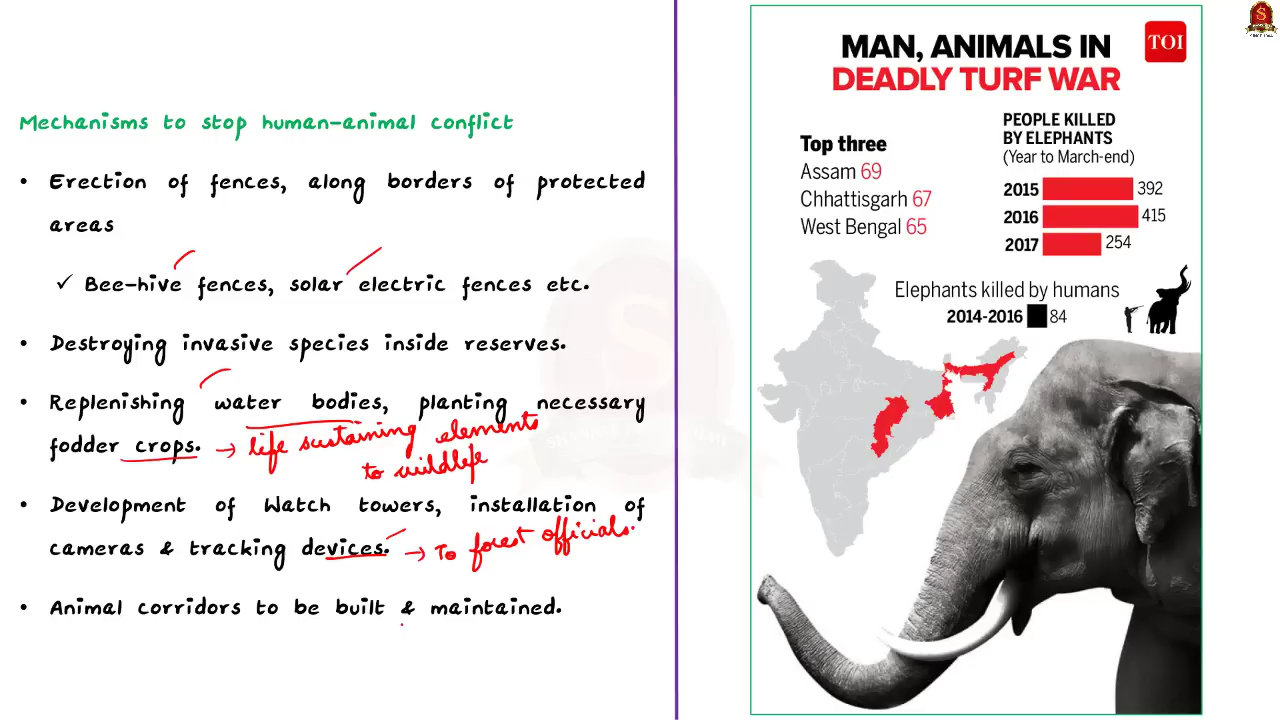 Mechanisms to stop human-animal conflict
• Erection of fences, along borders of protected
areas
✓ Bee-hive fences, solar electric fences etc.
• Destroying invasive species inside reserves.
• Replenishing water bodies, planting necessary
fodder crops. → life sustaining elements
to wildlife
• Development of Watch towers, installation of
cameras & tracking devices. → To forest officials.
• Animal corridors to be built & maintained.
MAN, ANIMALS IN
DEADLY TURF WAR
TOI
Top three
Assam 69
Chhattisgarh 67
West Bengal 65
PEOPLE KILLED
BY ELEPHANTS
(Year to March-end)
2015 392
2016 415
2017 254
Elephants killed by humans
2014-2016 84
S